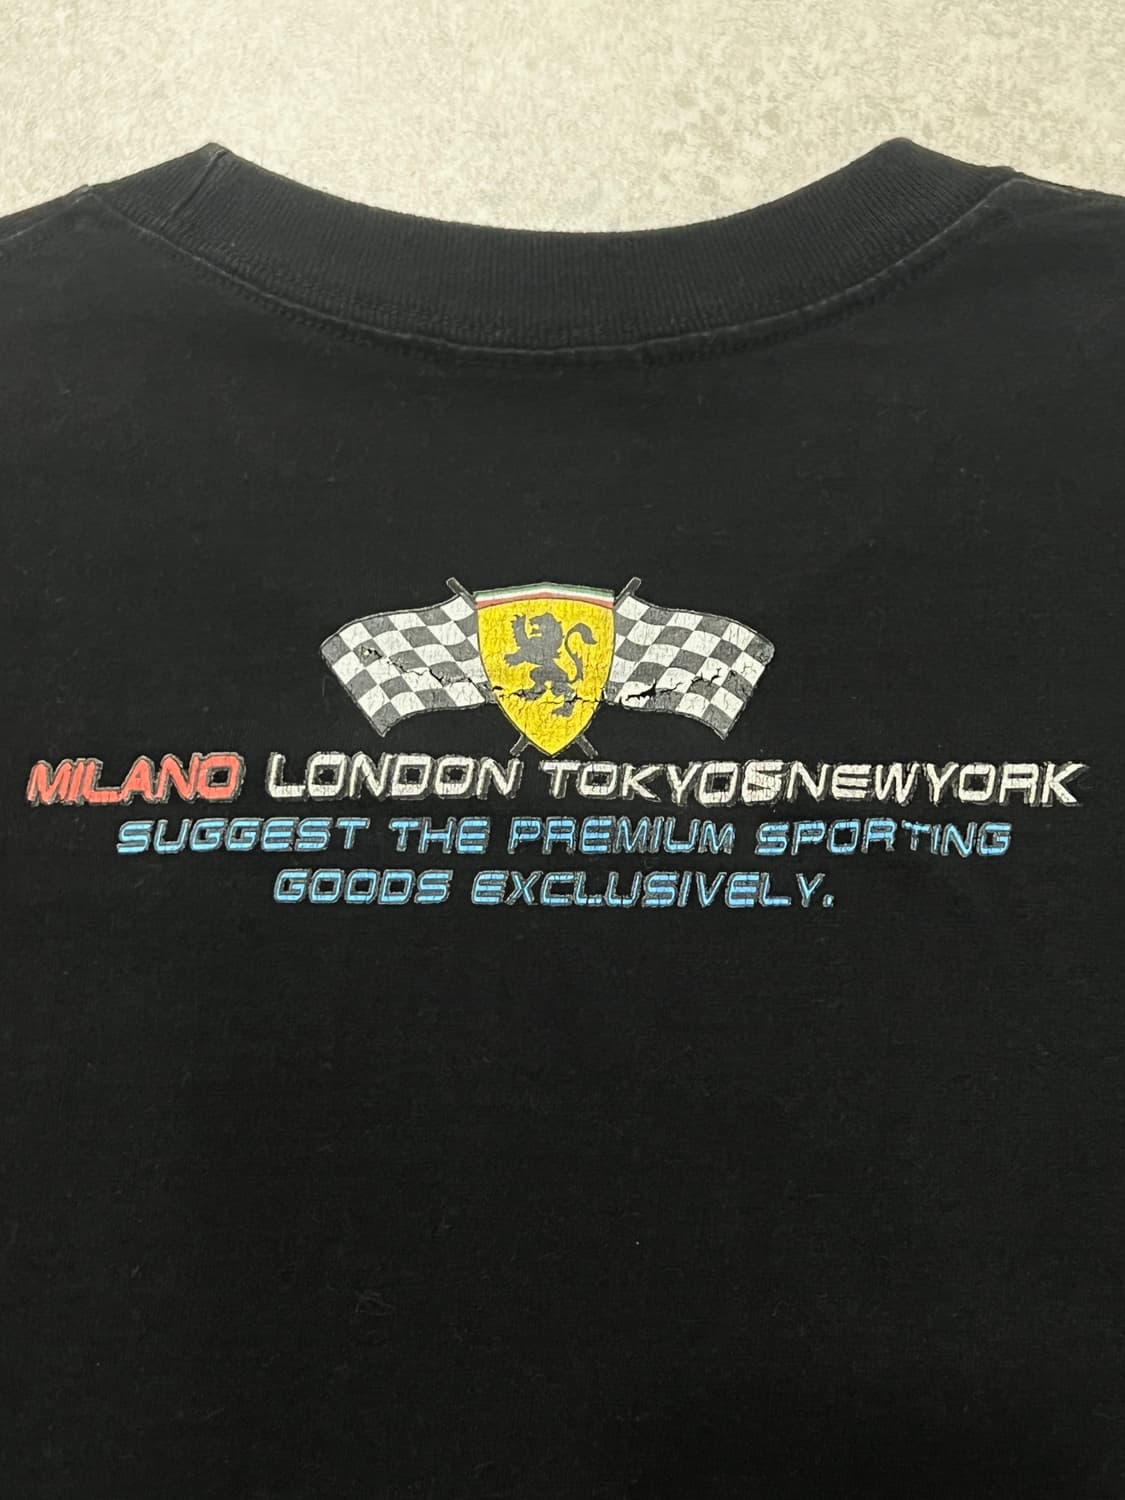 MILANO LONDON TOKYO&NEWYORK
SUGGEST THE PREMIUM SPORTING
GOODS EXCLUSIVELY.